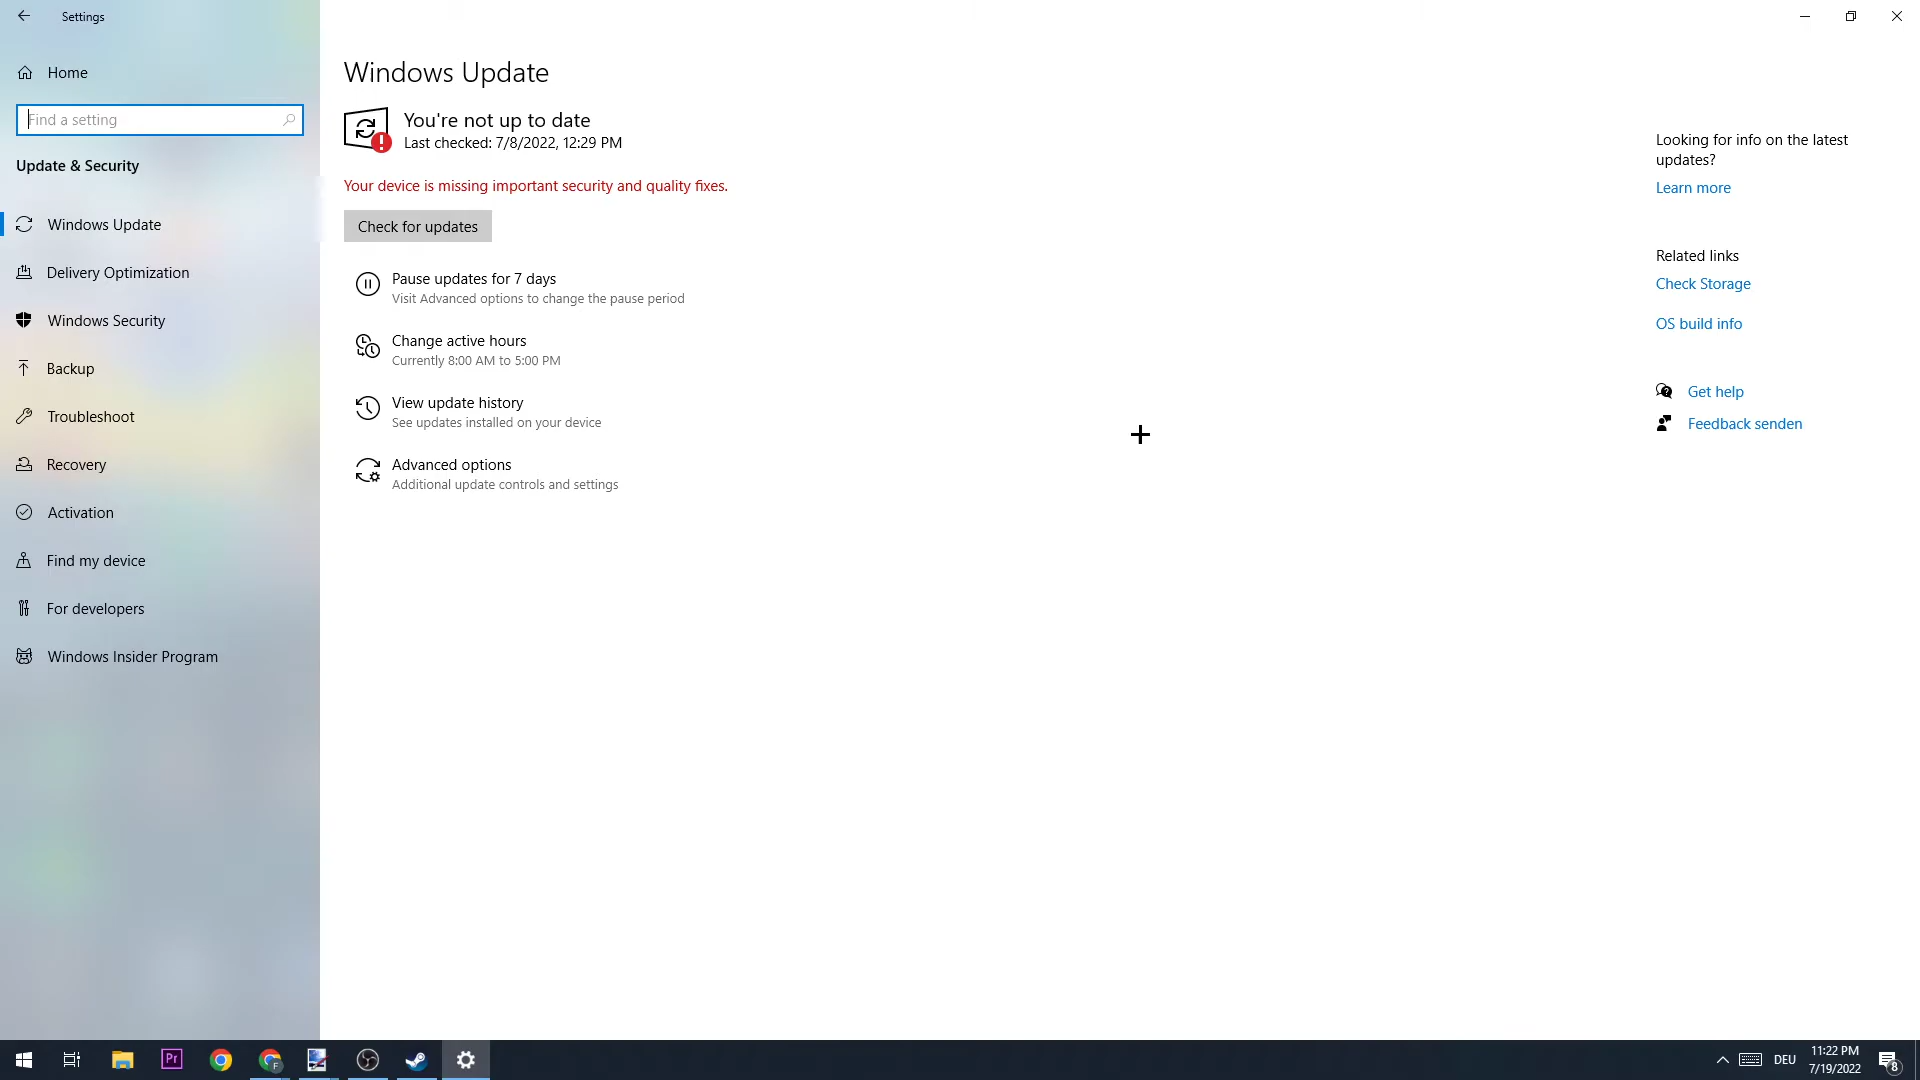 Settings
Home
Find a setting
Update & Security
Windows Update
Delivery Optimization
Windows Security
Backup
Troubleshoot
Recovery
Activation
Find my device
For developers
Windows Insider Program
Windows Update
You're not up to date
Last checked: 7/8/2022, 12:29 PM
Your device is missing important security and quality fixes.
Check for updates
Pause updates for 7 days
Visit Advanced options to change the pause period
Change active hours
Currently 8:00 AM to 5:00 PM
View update history
See updates installed on your device
Advanced options
Additional update controls and settings
Looking for info on the latest
updates?
Learn more
Related links
Check Storage
OS build info
Get help
Feedback senden
Pr
F
DEU
11:22 PM
7/19/2022
8